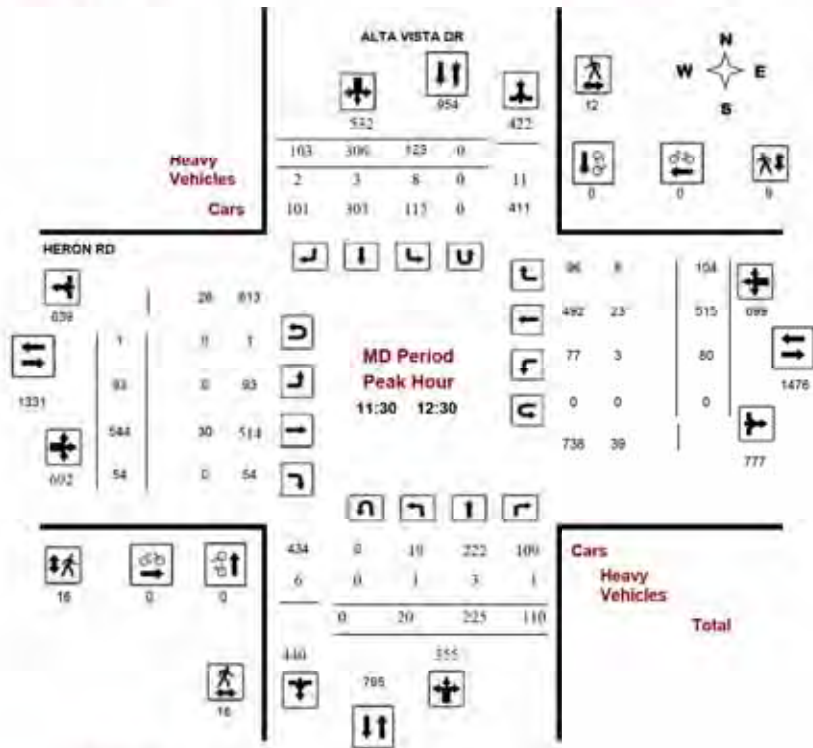 ALTA VISTA DR
N
W E
S
954
12
532 422
103 306 123 0
Heavy
Vehicles 2 3 8 0 11
Cars 101 303 115 0 411
0 0 9
HERON RD
639
26 613
96 8 104
1 0 1
492 23 515 699
1331
93 0 93
MD Period
Peak Hour
11:30 12:30
77 3 80
1476
544 30 514
0 0 0
692 54 0 54
738 39
777
434 0 19 222 109 Cars
6 0 1 3 1 Heavy
Vehicles
16 0 0
0 20 225 110 Total
440 355
795
16